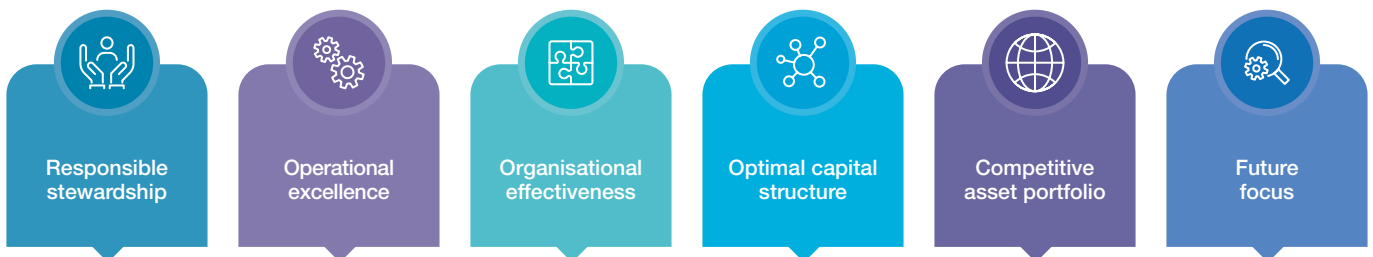 Responsible
stewardship
Operational
excellence
Organisational
effectiveness
Optimal capital
structure
Competitive
asset portfolio
Future
focus